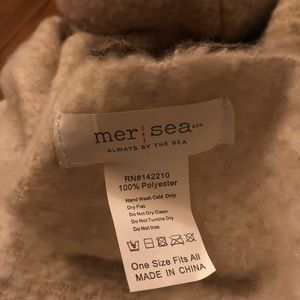 mer|sea
ALWAYS BY THE SEA
RN#142210
100% Polyester
Hand Wash Cold Only
Dry Flat
Do Not Dry Clean
Do Not Tumble Dry
Do Not Iron
One Size Fits All
MADE IN CHINA